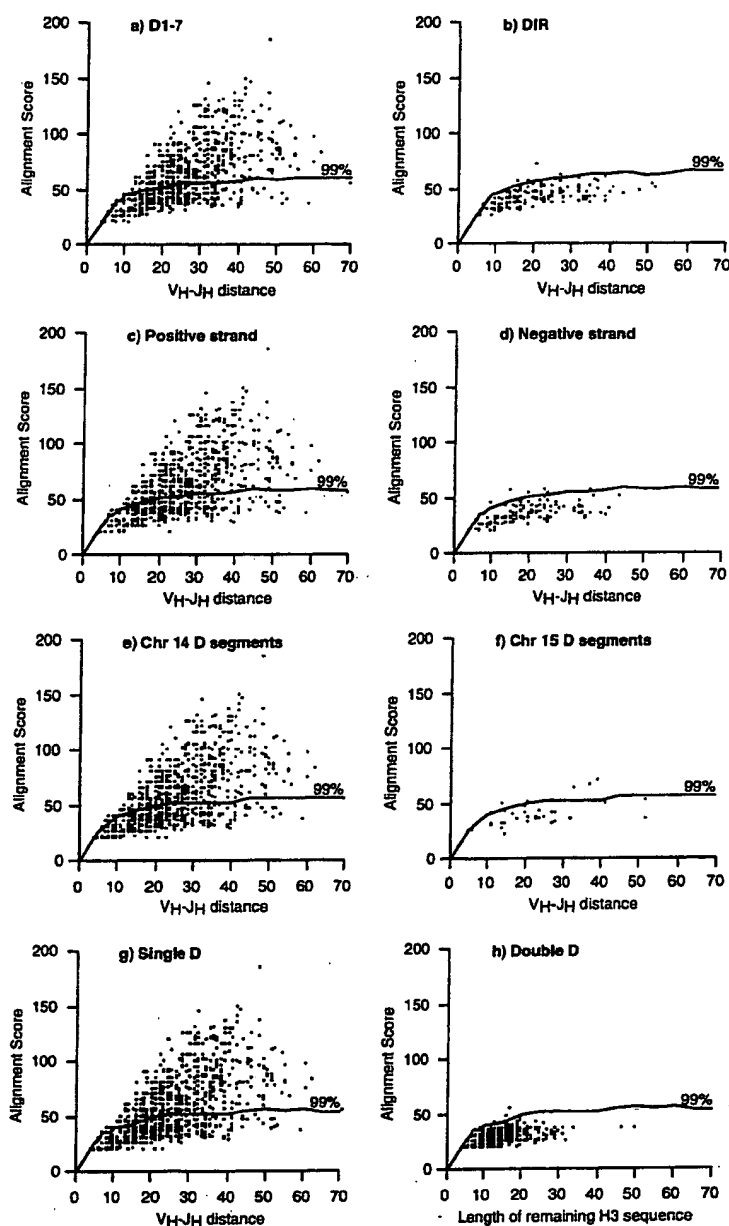 a) D1-7
Alignment Score
200
150
100
50
0
99%
0 10 20 30 40 50 60 70
VH-JH distance
b) DIR
Alignment Score
200
150
100
50
0
99%
0 10 20 30 40 50 60 70
VH-JH distance
c) Positive strand
Alignment Score
200
150
100
50
0
99%
0 10 20 30 40 50 60 70
VH-JH distance
d) Negative strand
Alignment Score
200
150
100
50
0
99%
0 10 20 30 40 50 60 70
VH-JH distance
e) Chr 14 D segments
Alignment Score
200
150
100
50
0
99%
0 10 20 30 40 50 60 70
VH-JH distance
f) Chr 15 D segments
Alignment Score
200
150
100
50
0
99%
0 10 20 30 40 50 60 70
VH-JH distance
g) Single D
Alignment Score
200
150
100
50
0
99%
0 10 20 30 40 50 60 70
VH-JH distance
h) Double D
Alignment Score
200
150
100
50
0
99%
0 10 20 30 40 50 60 70
Length of remaining H3 sequence